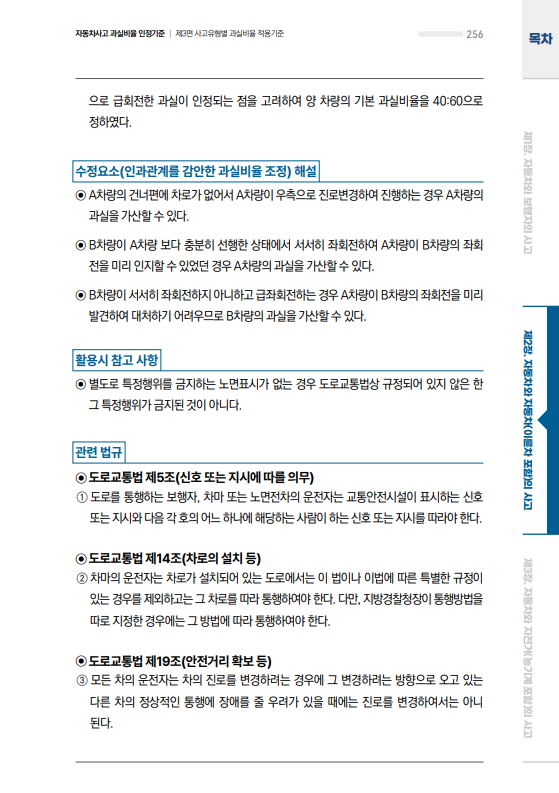 자동차사고 과실비율 인정기준 | 제3편 사고유형별 과실비율 적용기준
256
목차
으로 급회전한 과실이 인정되는 점을 고려하여 양 차량의 기본 과실비율을 40:60으로
정하였다.
수정요소(인과관계를 감안한 과실비율 조정) 해설
◉ A차량의 건너편에 차로가 없어서 A차량이 우측으로 진로변경하여 진행하는 경우 A차량의
과실을 가산할 수 있다.
◉ B차량이 A차량 보다 충분히 선행한 상태에서 서서히 좌회전하여 A차량이 B차량의 좌회
전을 미리 인지할 수 있었던 경우 A차량의 과실을 가산할 수 있다.
◉ B차량이 서서히 좌회전하지 아니하고 급좌회전하는 경우 A차량이 B차량의 좌회전을 미리
발견하여 대처하기 어려우므로 B차량의 과실을 가산할 수 있다.
활용시 참고 사항
◉ 별도로 특정행위를 금지하는 노면표시가 없는 경우 도로교통법상 규정되어 있지 않은 한
그 특정행위가 금지된 것이 아니다.
관련 법규
◉ 도로교통법 제5조(신호 또는 지시에 따를 의무)
① 도로를 통행하는 보행자, 차마 또는 노면전차의 운전자는 교통안전시설이 표시하는 신호
또는 지시와 다음 각 호의 어느 하나에 해당하는 사람이 하는 신호 또는 지시를 따라야 한다.
◉ 도로교통법 제14조(차로의 설치 등)
② 차마의 운전자는 차로가 설치되어 있는 도로에서는 이 법이나 이법에 따른 특별한 규정이
있는 경우를 제외하고는 그 차로를 따라 통행하여야 한다. 다만, 지방경찰청장이 통행방법을
따로 지정한 경우에는 그 방법에 따라 통행하여야 한다.
◉ 도로교통법 제19조(안전거리 확보 등)
③ 모든 차의 운전자는 차의 진로를 변경하려는 경우에 그 변경하려는 방향으로 오고 있는
다른 차의 정상적인 통행에 장애를 줄 우려가 있을 때에는 진로를 변경하여서는 아니
된다.
제1장. 자동차와 보행자의 사고
제2장. 자동차와 자동차(이륜차 포함)의 사고
제3장. 자동차와 자전거(농기계 포함)의 사고